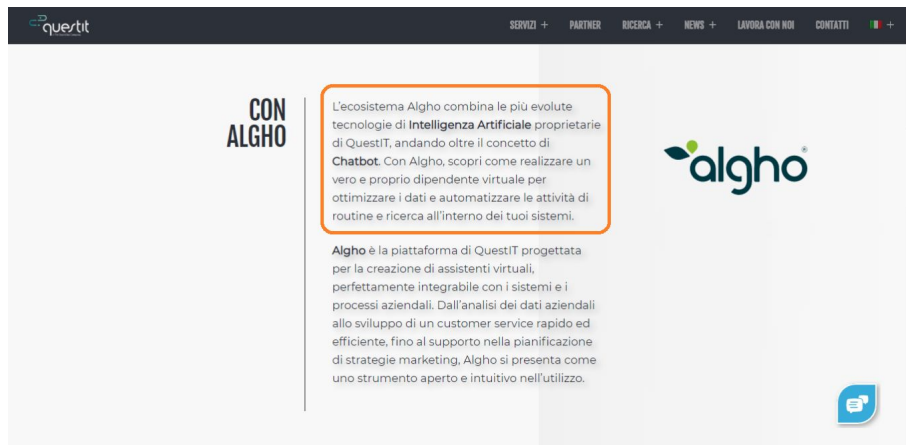 questit
SERVIZI + PARTNER RICERCA + NEWS + LAVORA CON NOI CONTATTI +
CON
ALGHO
L'ecosistema Algho combina le più evolute
tecnologie di Intelligenza Artificiale proprietarie
di QuestIT, andando oltre il concetto di
Chatbot. Con Algho, scopri come realizzare un
vero e proprio dipendente virtuale per
ottimizzare i dati e automatizzare le attività di
routine e ricerca all'interno dei tuoi sistemi.
Algho è la piattaforma di QuestIT progettata
per la creazione di assistenti virtuali,
perfettamente integrabile con i sistemi e i
processi aziendali. Dall'analisi dei dati aziendali
allo sviluppo di un customer service rapido ed
efficiente, fino al supporto nella pianificazione
di strategie marketing, Algho si presenta come
uno strumento aperto e intuitivo nell'utilizzo.
algho®